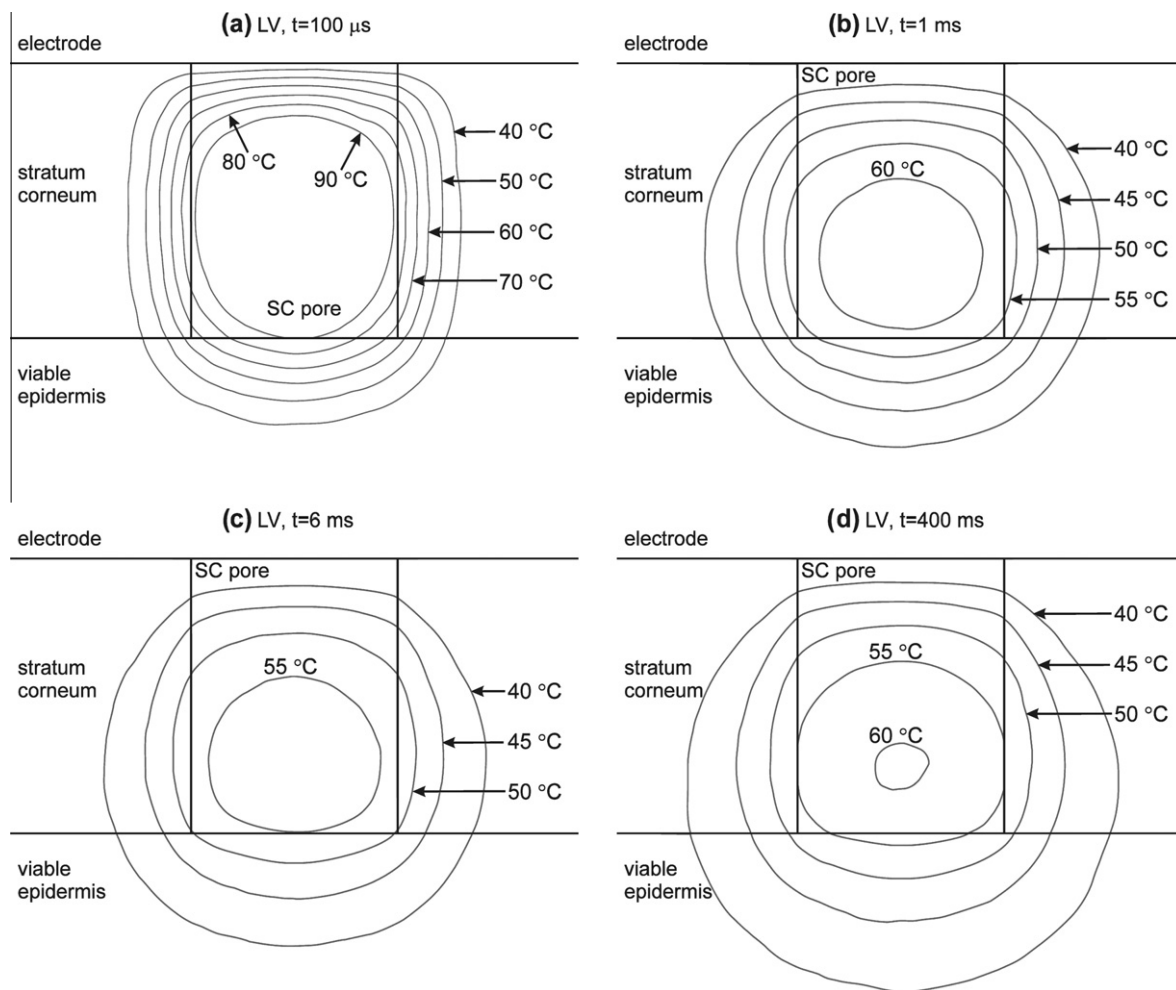 (a) LV, t=100 μs
electrode
stratum
corneum
80 °C
90 °C
40 °C
50 °C
60 °C
70 °C
SC pore
viable
epidermis
(b) LV, t=1 ms
electrode
SC pore
stratum
corneum
60 °C
40 °C
45 °C
50 °C
55 °C
viable
epidermis
(c) LV, t=6 ms
electrode
SC pore
stratum
corneum
55 °C
40 °C
45 °C
50 °C
viable
epidermis
(d) LV, t=400 ms
electrode
SC pore
stratum
corneum
55 °C
60 °C
40 °C
45 °C
50 °C
viable
epidermis